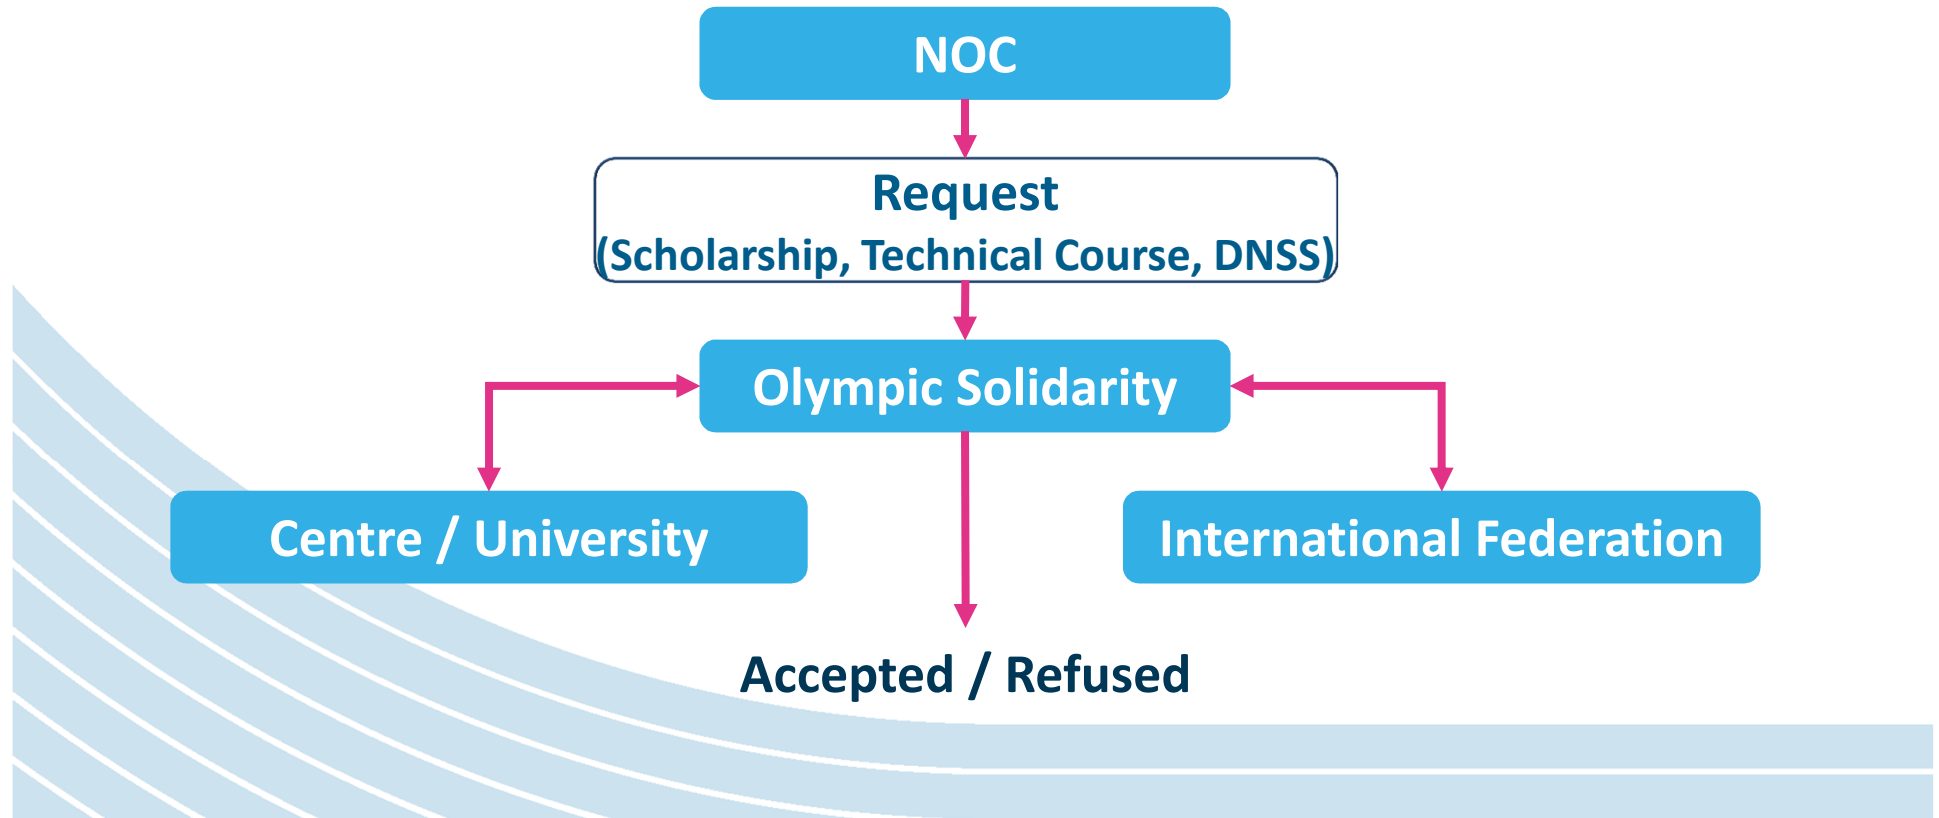 NOC
Request
(Scholarship, Technical Course, DNSS)
Olympic Solidarity
Centre / University
International Federation
Accepted / Refused